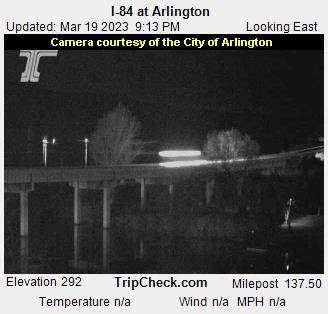 I-84 at Arlington
Updated: Mar 19 2023 9:13 PM Looking East
Camera courtesy of the City of Arlington
Elevation 292 TripCheck.com Milepost 137.50
Temperature n/a Wind n/a MPH n/a